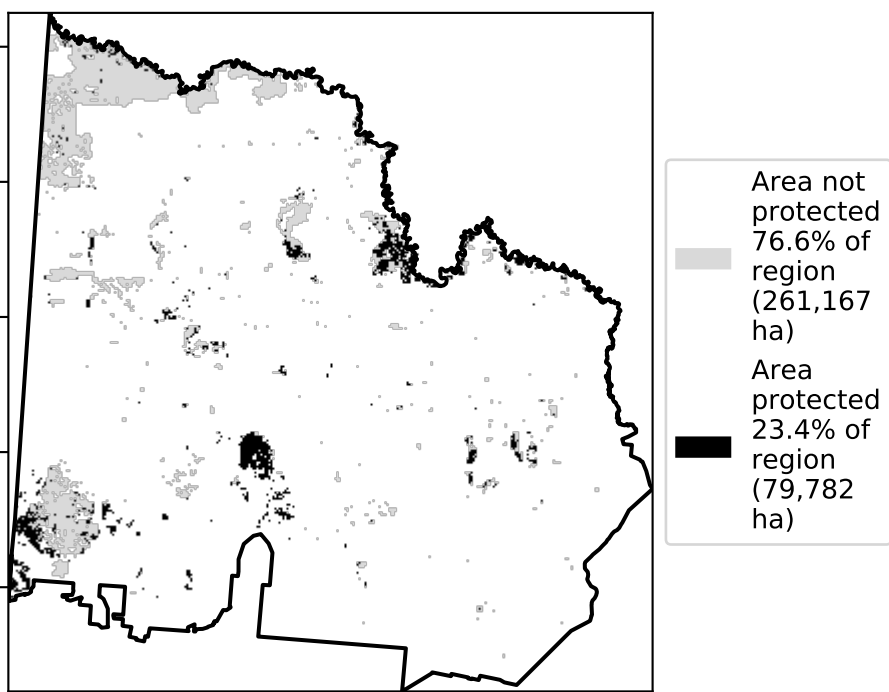 Area not
protected
76.6% of
region
(261,167
ha)
Area
protected
23.4% of
region
(79,782
ha)